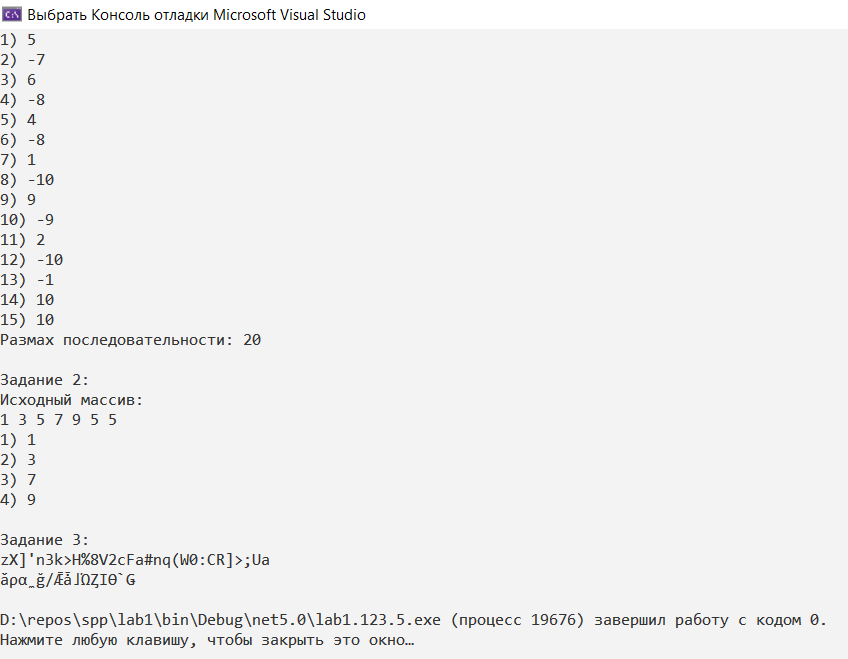 Выбрать Консоль отладки Microsoft Visual Studio
1) 5
2) -7
3) 6
4) -8
5) 4
6) -8
7) 1
8) -10
9) 9
10) -9
11) 2
12) -10
13) -1
14) 10
15) 10
Размах последовательности: 20
Задание 2:
Исходный массив:
1 3 5 7 9 5 5
1) 1
2) 3
3) 7
4) 9
Задание 3:
zX]'n3k>H%8V2cFa#nq(W0:CR]>;Ua
D:\repos\spp\lab1\bin\Debug\net5.0\lab1.123.5.exe (процесс 19676) завершил работу с кодом 0.
Нажмите любую клавишу, чтобы закрыть это окно…